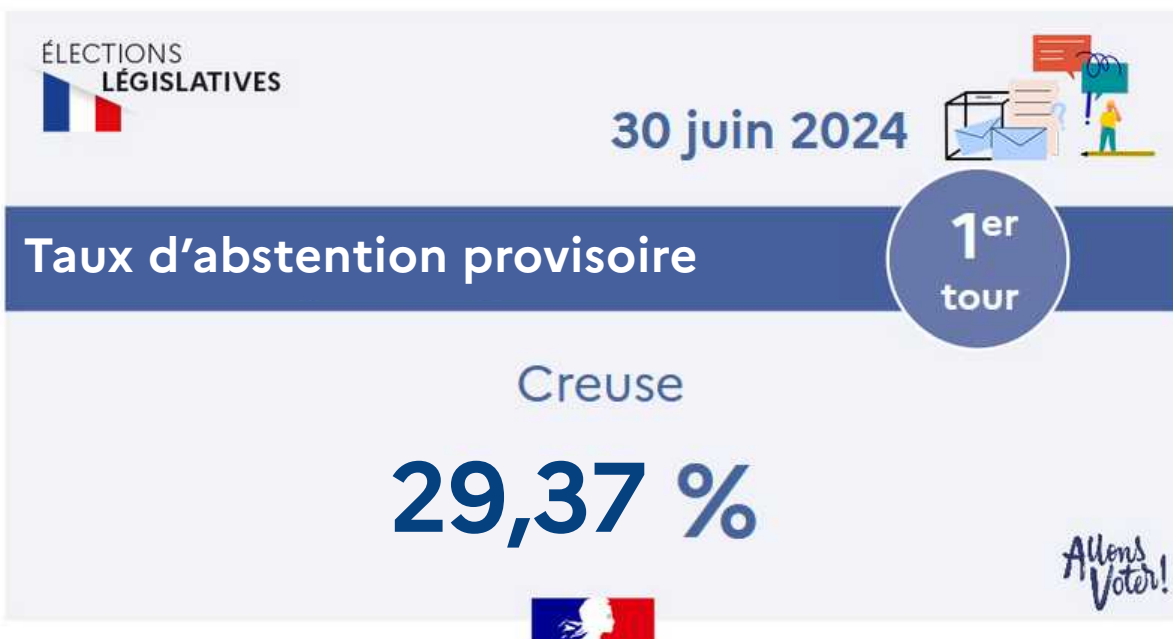 ÉLECTIONS
LÉGISLATIVES
30 juin 2024
Taux d’abstention provisoire
1er
tour
Creuse
29,37 %
Allons
Voter!